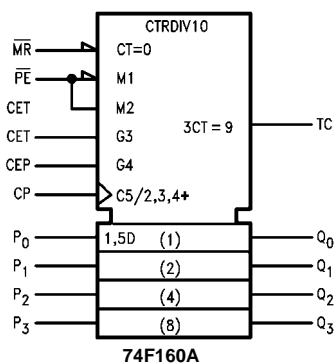 CTRDIV10
MR CT=0
PE M1
CET M2
CET G3 3CT = 9 TC
CEP G4
CP C5/2,3,4+
P0 1,5D (1) Q0
P1 (2) Q1
P2 (4) Q2
P3 (8) Q3
74F160A